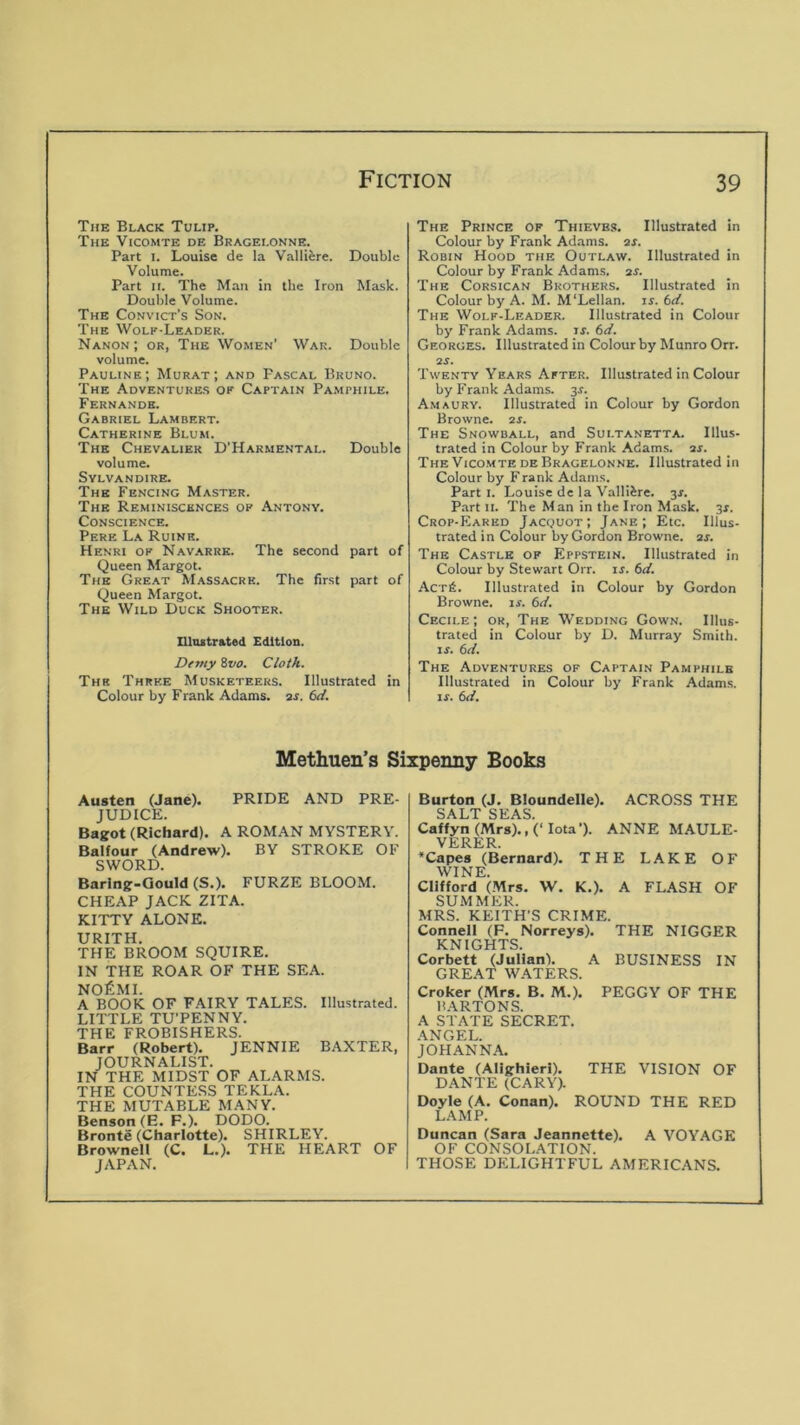 FICTION 39
THE BLACK TULIP.
THE VICOMTE DE BRAGELONNE.
Part I. Louise de la Vallière. Double
Volume.
Part II. The Man in the Iron Mask.
Double Volume.
THE CONVICT'S SON.
THE WOLF-LEADER.
NANON; OR, THE WOMEN' WAR. Double
volume.
PAULINE; MURAT; AND PASCAL BRUNO.
THE ADVENTURES OF CAPTAIN PAMPHILE.
FERNANDE.
GABRIEL LAMBERT.
CATHERINE BLUM.
THE CHEVALIER D'HARMENTAL. Double
volume.
SYLVANDIRE.
THE FENCING MASTER.
THE REMINISCENCES OF ANTONY.
CONSCIENCE.
PERE LA RUINE.
HENRI OF NAVARRE. The second part of
Queen Margot.
THE GREAT MASSACRE. The first part of
Queen Margot.
THE WILD DUCK SHOOTER.
Illustrated Edition.
Demy 8vo. Cloth.
THE THREE MUSKETEERS. Illustrated in
Colour by Frank Adams. 2s. 6d.
THE PRINCE OF THIEVES. Illustrated in
Colour by Frank Adams. 2s.
ROBIN HOOD THE OUTLAW. Illustrated in
Colour by Frank Adams. 2s.
THE CORSICAN BROTHERS. Illustrated in
Colour by A. M. M'Lellan. 1s. 6d.
THE WOLF-LEADER. Illustrated in Colour
by Frank Adams. 1s. 6d.
GEORGES. Illustrated in Colour by Munro Orr.
2s.
TWENTY YEARS AFTER. Illustrated in Colour
by Frank Adams. 3s.
AMAURY. Illustrated in Colour by Gordon
Browne. 2s.
THE SNOWBALL, and SULTANETTA. Illus-
trated in Colour by Frank Adams. 2s.
THE VICOMTE DE BRAGELONNE. Illustrated in
Colour by Frank Adams.
Part I. Louise de la Vallière. 3s.
Part II. The Man in the Iron Mask. 3s.
CROP-EARED JACQUOT; JANE; Etc. Illus-
trated in Colour by Gordon Browne. 2s.
THE CASTLE OF EPPSTEIN. Illustrated in
Colour by Stewart Orr. 1s. 6d.
ACTÉ. Illustrated in Colour by Gordon
Browne. 1s. 6d.
CECILE; OR, THE WEDDING GOWN. Illus-
trated in Colour by D. Murray Smith.
1s. 6d.
THE ADVENTURES OF CAPTAIN PAMPHILE
Illustrated in Colour by Frank Adams.
1s. 6d.
Methuen's Sixpenny Books
Austen (Jane). PRIDE AND PRE-
JUDICE.
Bagot (Richard). A ROMAN MYSTERY.
Balfour (Andrew). BY STROKE OF
SWORD.
Baring-Gould (S.). FURZE BLOOM.
CHEAP JACK ZITA.
KITTY ALONE.
URITH.
THE BROOM SQUIRE.
IN THE ROAR OF THE SEA.
NOÉMI.
A BOOK OF FAIRY TALES. Illustrated.
LITTLE TU'PENNY.
THE FROBISHERS.
Barr (Robert). JENNIE BAXTER,
JOURNALIST.
IN THE MIDST OF ALARMS.
THE COUNTESS TEKLA.
THE MUTABLE MANY.
Benson (E. F.). DODO.
Brontë (Charlotte). SHIRLEY.
Brownell (C. L.). THE HEART OF
JAPAN.
Burton (J. Bloundelle). ACROSS THE
SALT SEAS.
Caffyn (Mrs)., ('Iota'). ANNE MAULE-
VERER.
*Capes (Bernard). THE LAKE OF
WINE.
Clifford (Mrs. W. K.). A FLASH OF
SUMMER.
MRS. KEITH'S CRIME.
Connell (F. Norreys). THE NIGGER
KNIGHTS.
Corbett (Julian). A BUSINESS IN
GREAT WATERS.
Croker (Mrs. B. M.). PEGGY OF THE
BARTONS.
A STATE SECRET.
ANGEL.
JOHANNA.
Dante (Alighieri). THE VISION OF
DANTE (CARY).
Doyle (A. Conan). ROUND THE RED
LAMP.
Duncan (Sara Jeannette). A VOYAGE
OF CONSOLATION.
THOSE DELIGHTFUL AMERICANS.